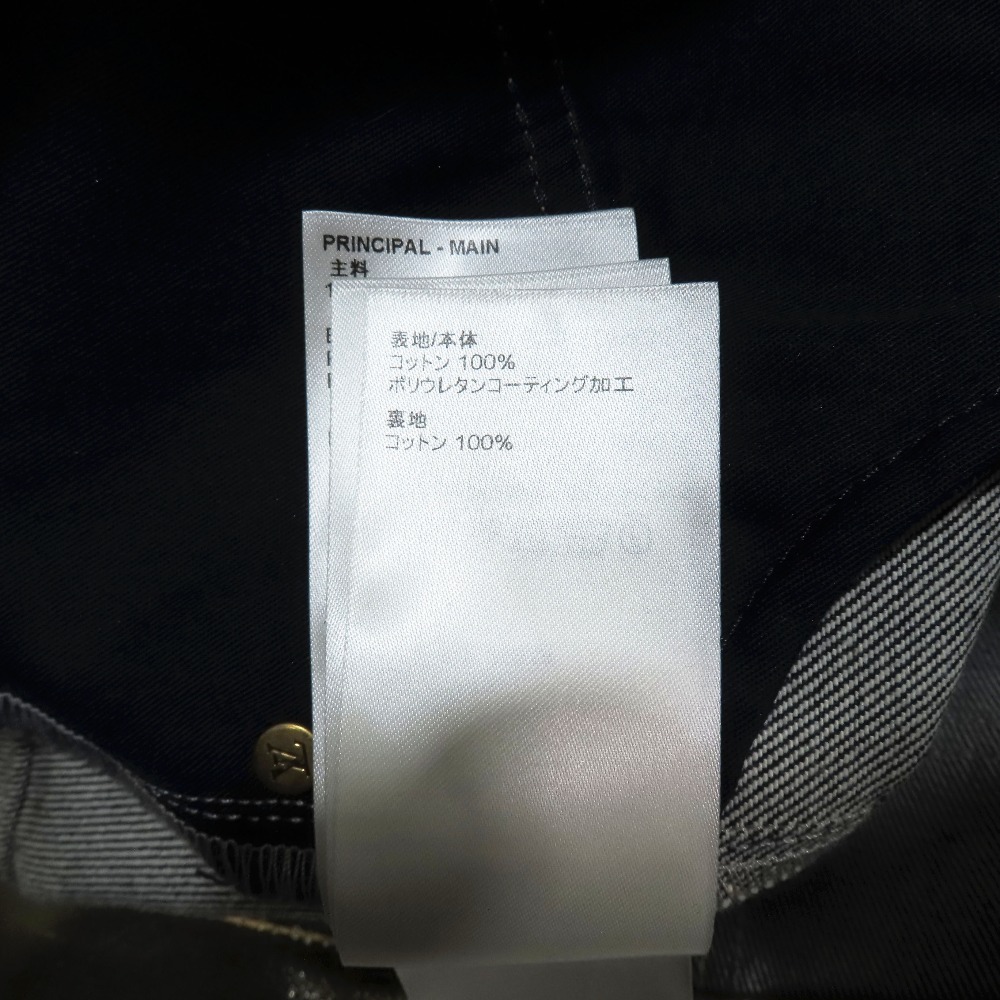 PRINCIPAL - MAIN
主料
表地/本体
コットン 100%
ポリウレタンコーティング加工
裏地
コットン 100%
LV